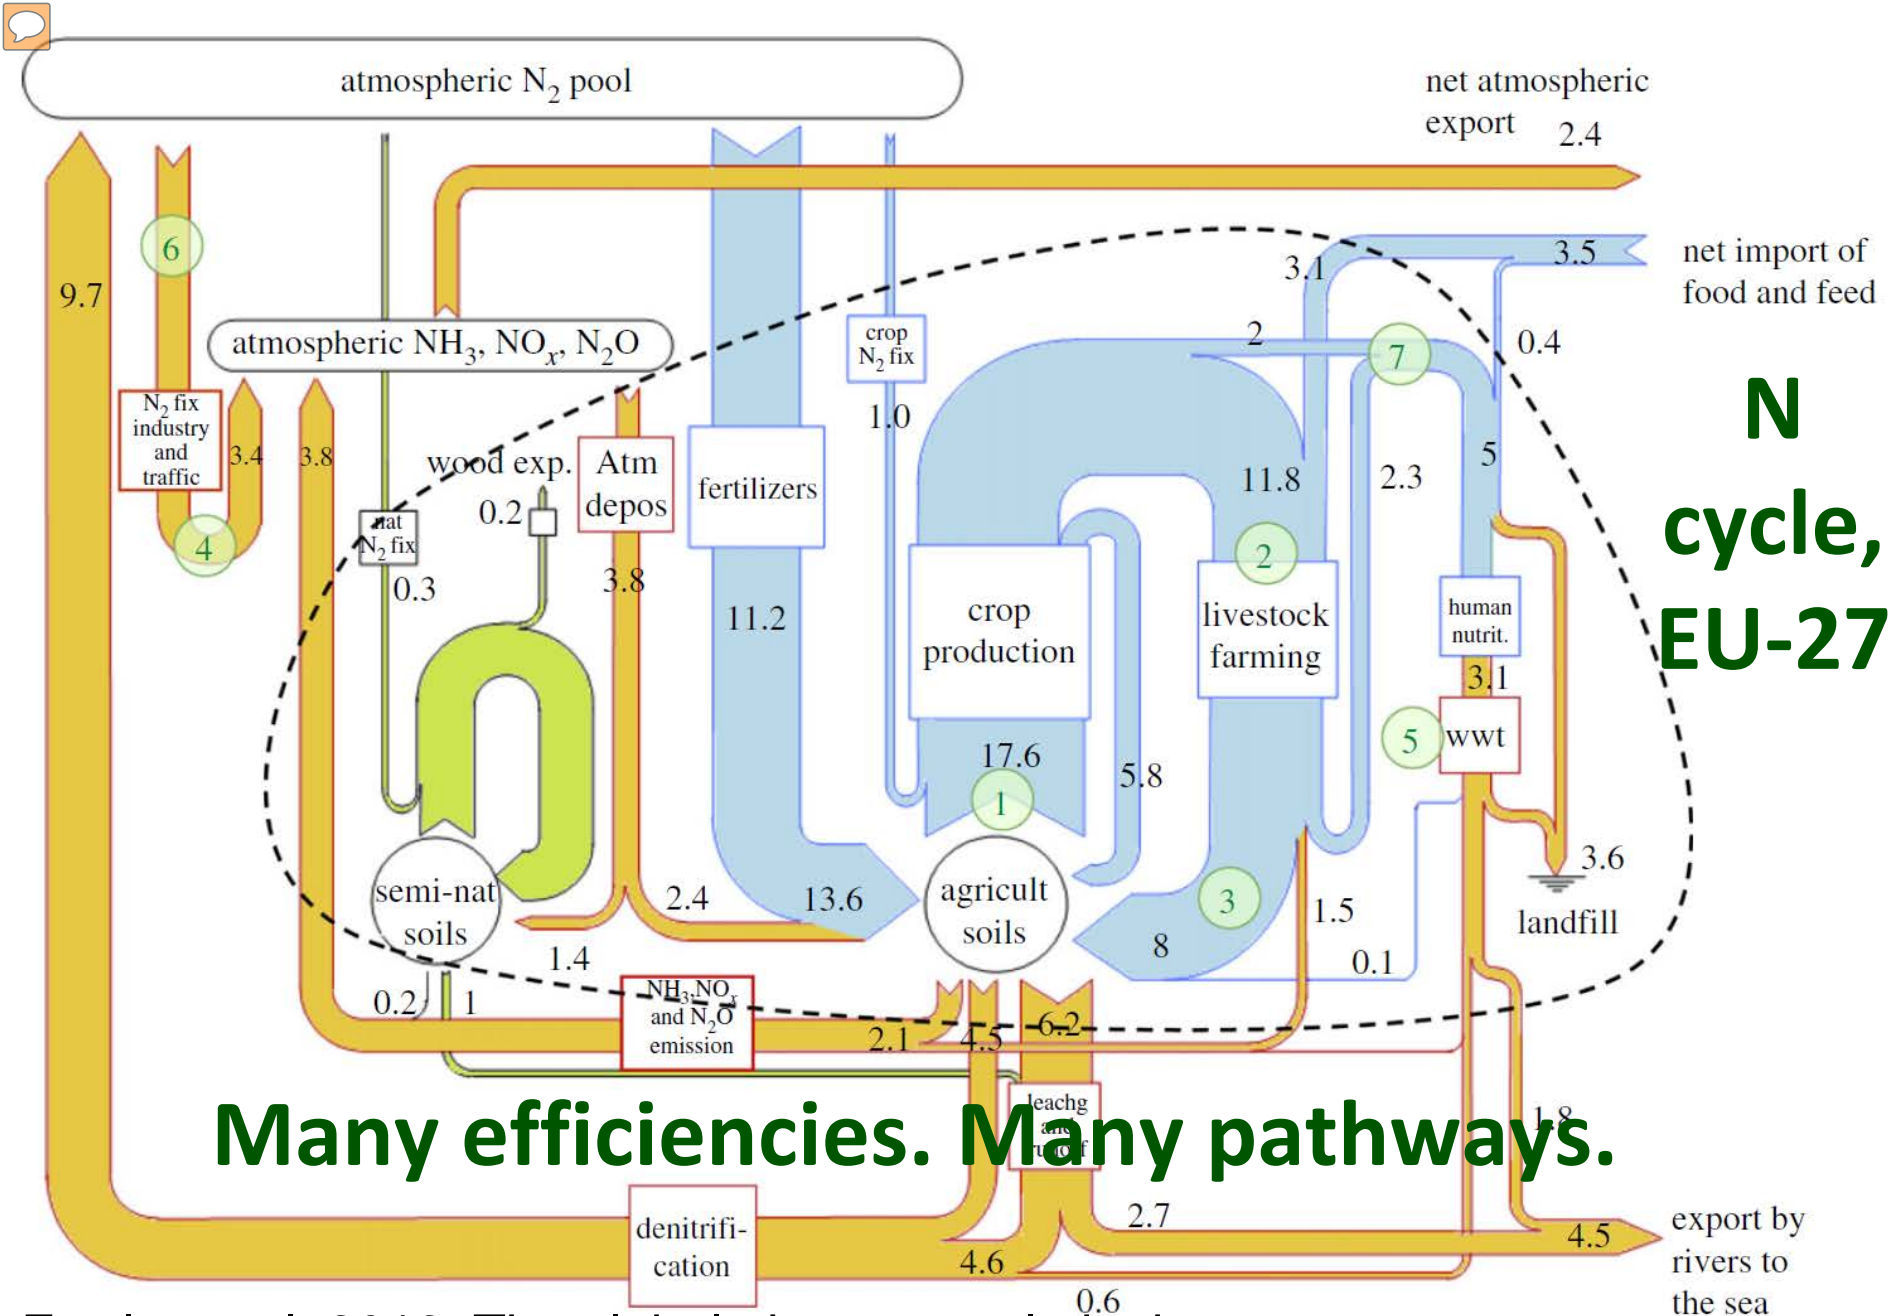 atmospheric N₂ pool
net atmospheric
export 2.4
6
9.7
3.1
3.5
net import of
food and feed
atmospheric NH₃, NOₓ, N₂O
crop
N₂ fix
2
7
0.4
N₂ fix
industry
and
traffic
3.4
3.8
1.0
N
cycle,
EU-27
wood exp.
0.2
Atm
depos
fertilizers
11.8
2.3
5
4
nat
N₂ fix
0.3
3.8
11.2
crop
production
2
livestock
farming
human
nutrit.
3.1
17.6
1
5.8
5
wwt
3.6
landfill
semi-nat
soils
2.4
13.6
agricult
soils
3
8
1.5
0.1
1.4
0.2
1
NH₃,NOₓ
and N₂O
emission
2.1
4.5
6.2
leachg
1.8
Many efficiencies. Many pathways.
denitrifi-
cation
4.6
2.7
4.5
export by
rivers to
the sea
0.6